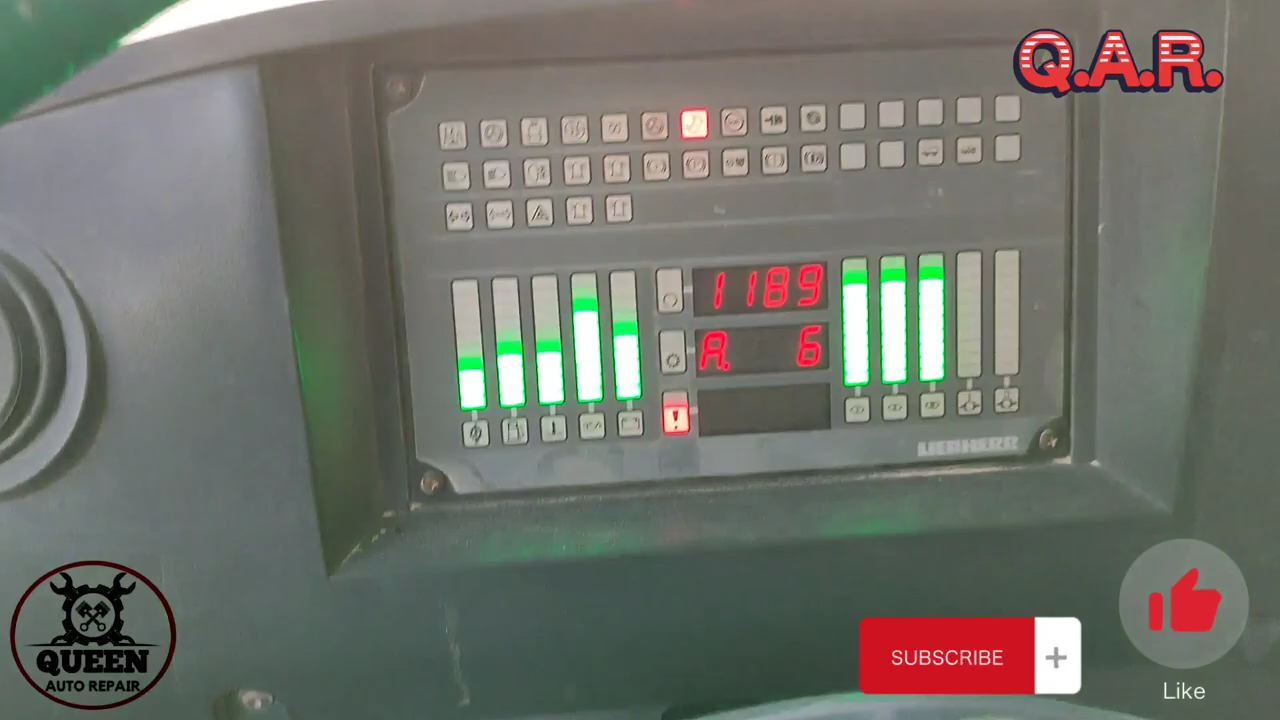 Q.A.R.
1189
A. 6
!
LIEBHERR
QUEEN
AUTO REPAIR
SUBSCRIBE +
Like